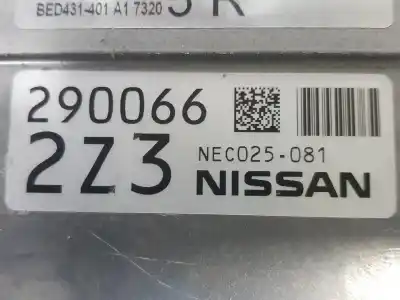 BED431-401 A1 7320
290066
2Z3
NEC025-081
NISSAN